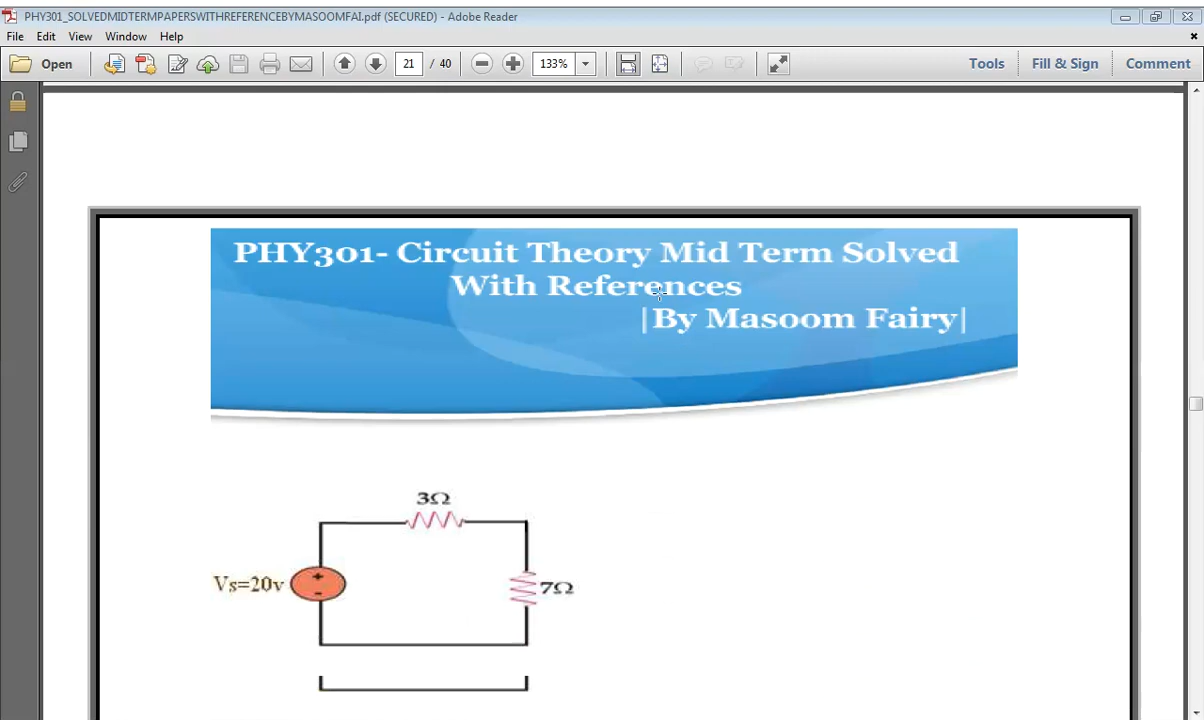 PHY301_SOLVEDMIDTERMPAPERSWITHREFERENCEBYMASOOMFAI.pdf (SECURED) - Adobe Reader
File Edit View Window Help
Open 21 / 40 133% Tools Fill & Sign Comment
PHY301- Circuit Theory Mid Term Solved
With References
|By Masoom Fairy|
3Ω
Vs=20v
+
-
7Ω